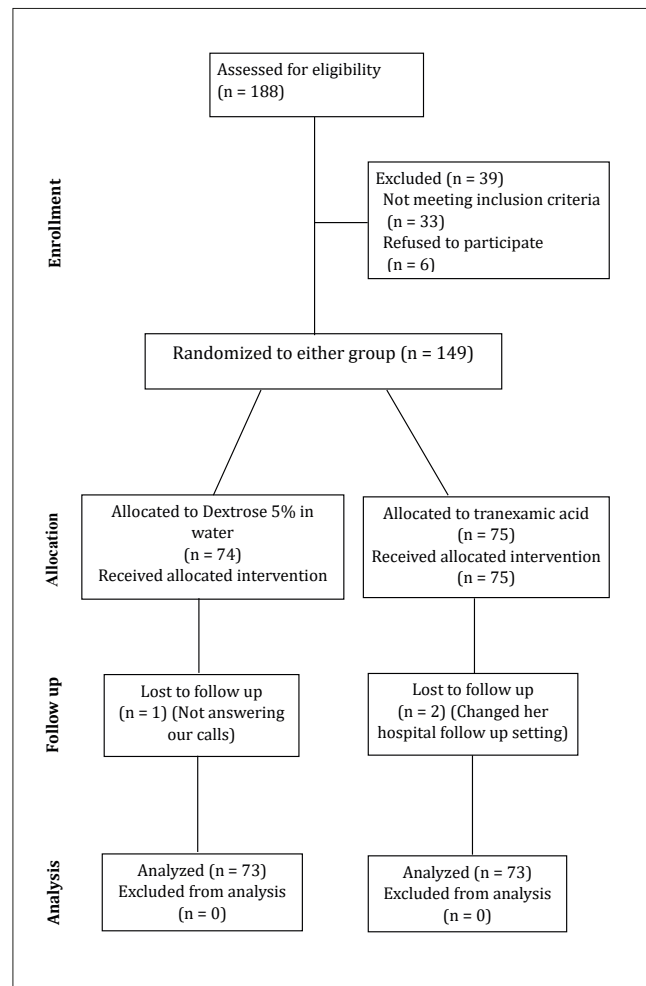 Assessed for eligibility
(n = 188)
Enrollment
Excluded (n = 39)
Not meeting inclusion criteria
(n = 33)
Refused to participate
(n = 6)
Randomized to either group (n = 149)
Allocation
Allocated to Dextrose 5% in
water
(n = 74)
Received allocated intervention
Allocated to tranexamic acid
(n = 75)
Received allocated intervention
(n = 75)
Follow up
Lost to follow up
(n = 1) (Not answering
our calls)
Lost to follow up
(n = 2) (Changed her
hospital follow up setting)
Analysis
Analyzed (n = 73)
Excluded from analysis
(n = 0)
Analyzed (n = 73)
Excluded from analysis
(n = 0)